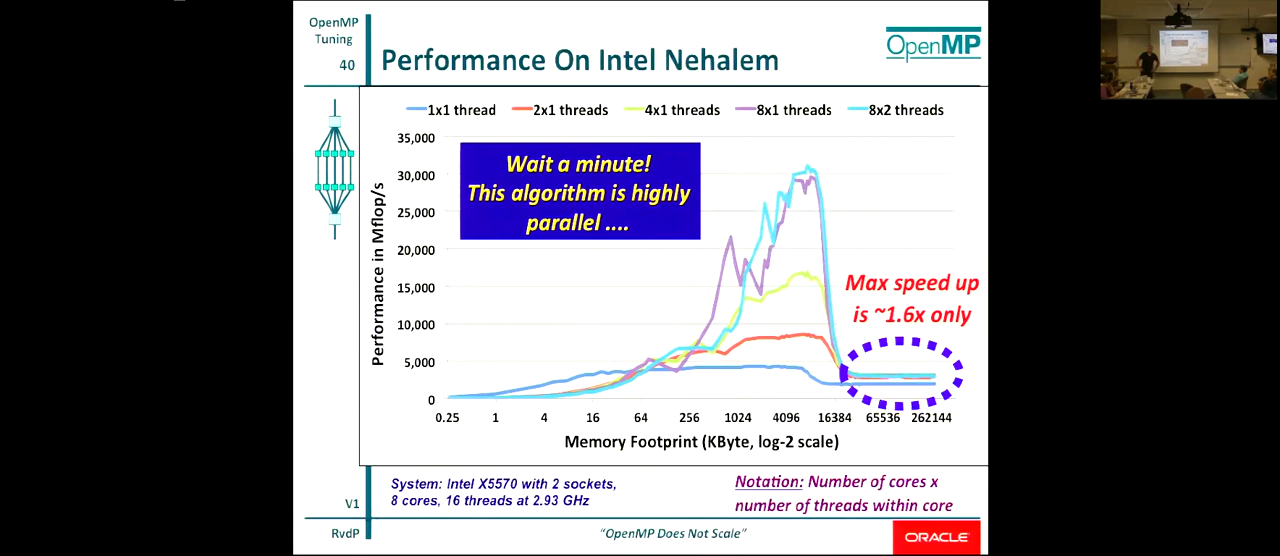 OpenMP
Tuning
40
Performance On Intel Nehalem
OpenMP
1x1 thread
2x1 threads
4x1 threads
8x1 threads
8x2 threads
35,000
30,000
25,000
20,000
15,000
10,000
5,000
0
Performance in Mflop/s
Wait a minute!
This algorithm is highly
parallel ....
Max speed up
is ~1.6x only
0.25 1 4 16 64 256 1024 4096 16384 65536 262144
Memory Footprint (KByte, log-2 scale)
System: Intel X5570 with 2 sockets,
8 cores, 16 threads at 2.93 GHz
Notation: Number of cores x
number of threads within core
V1
RvdP
“OpenMP Does Not Scale”
ORACLE